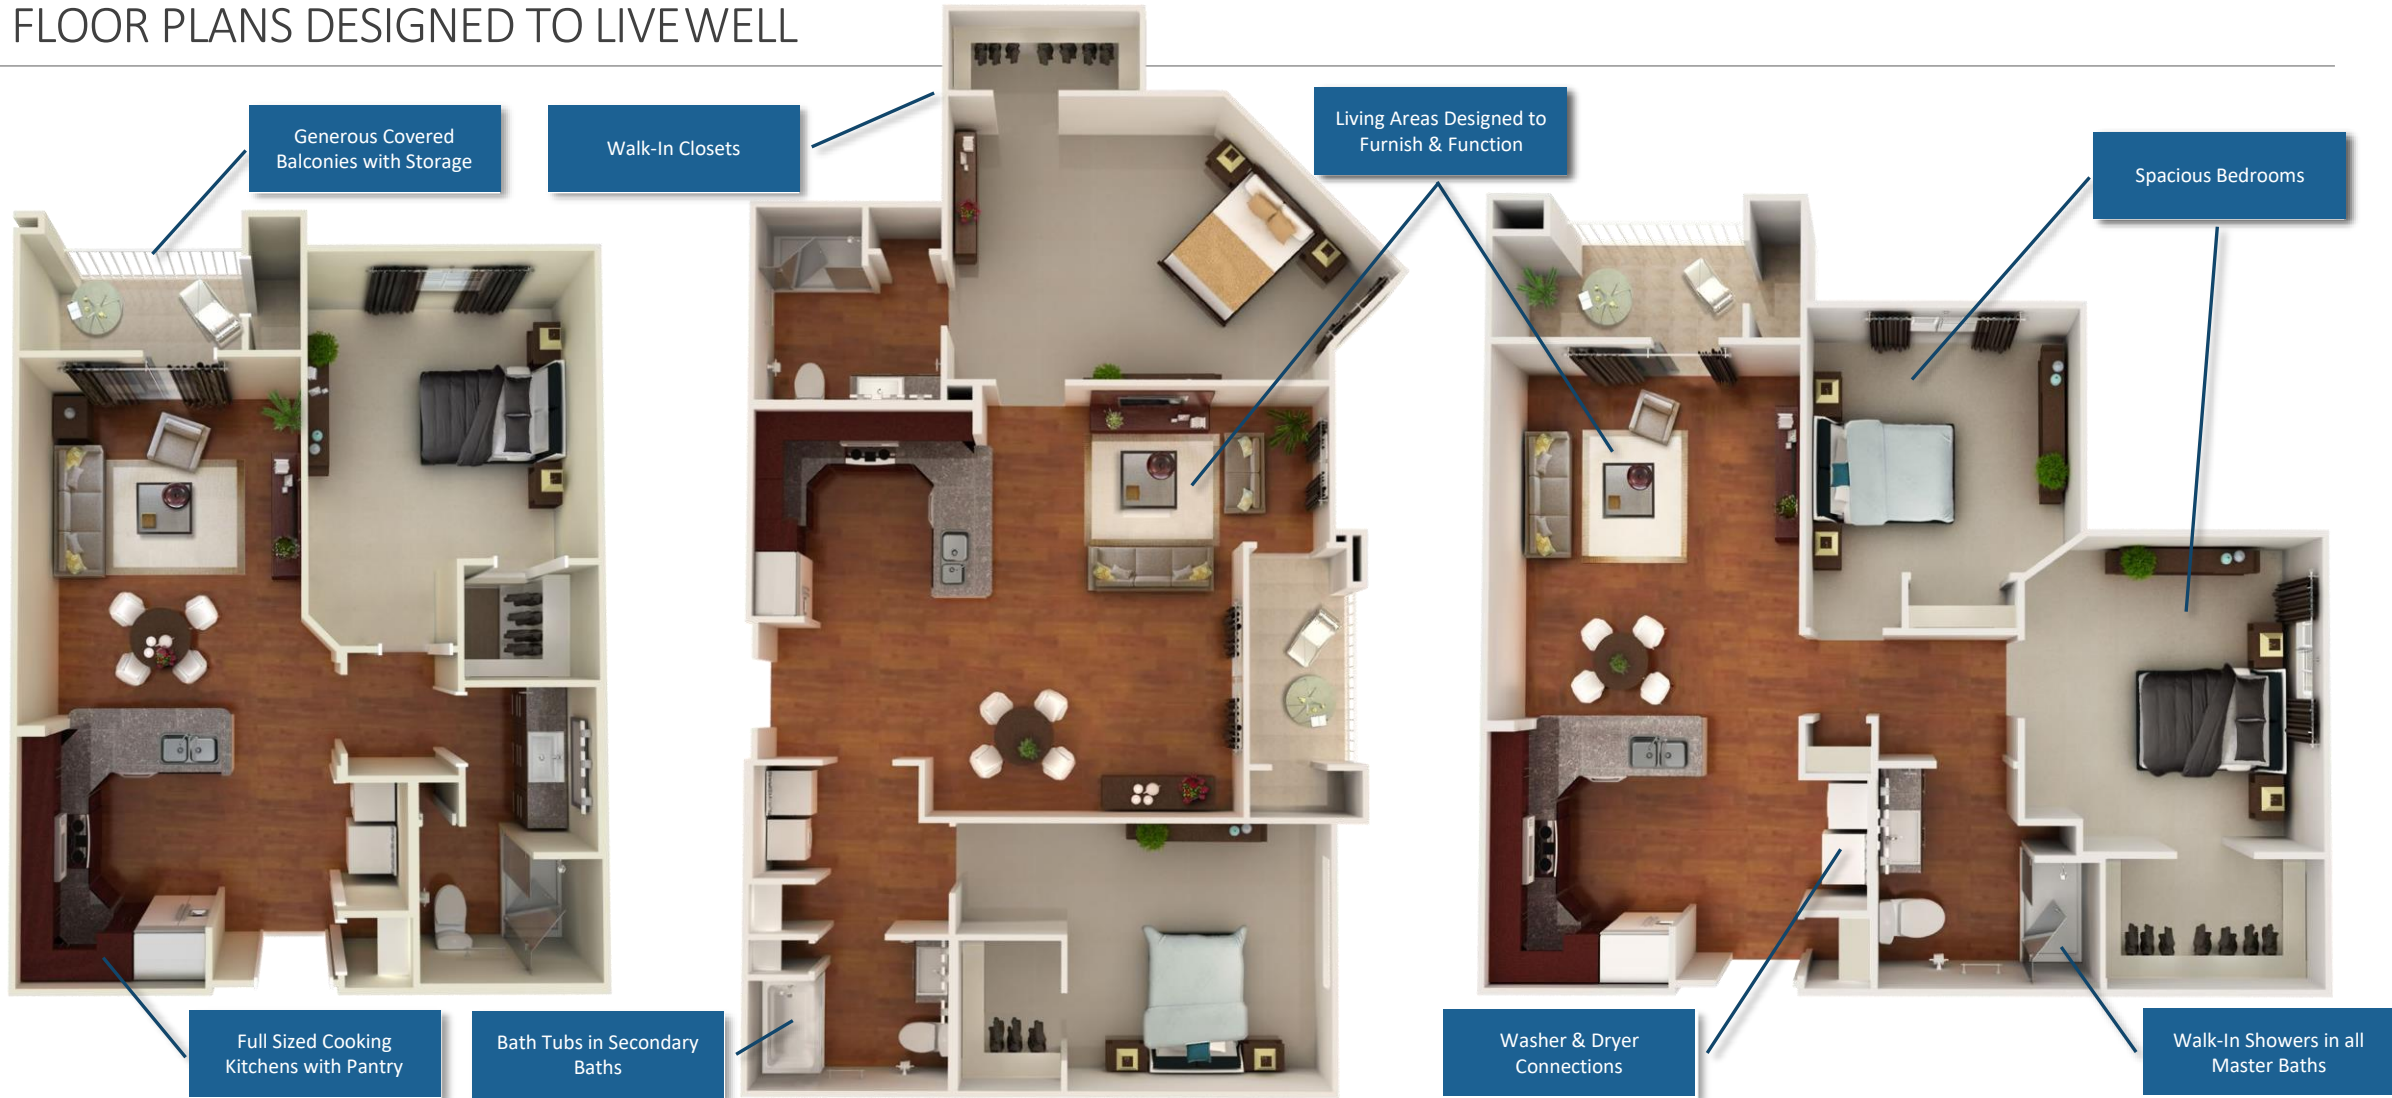 FLOOR PLANS DESIGNED TO LIVEWELL
Generous Covered
Balconies with Storage
Walk-In Closets
Living Areas Designed to
Furnish & Function
Spacious Bedrooms
Full Sized Cooking
Kitchens with Pantry
Bath Tubs in Secondary
Baths
Washer & Dryer
Connections
Walk-In Showers in all
Master Baths